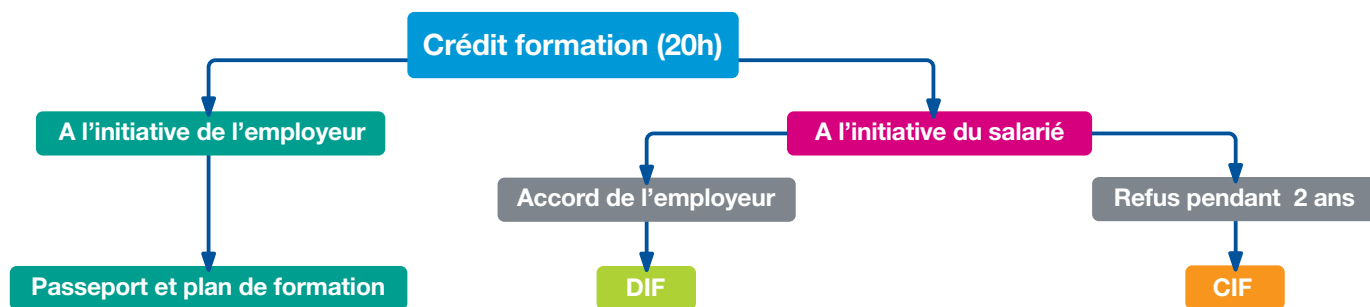 Crédit formation (20h)
A l’initiative de l’employeur
A l’initiative du salarié
Accord de l’employeur
Refus pendant 2 ans
Passeport et plan de formation
DIF
CIF